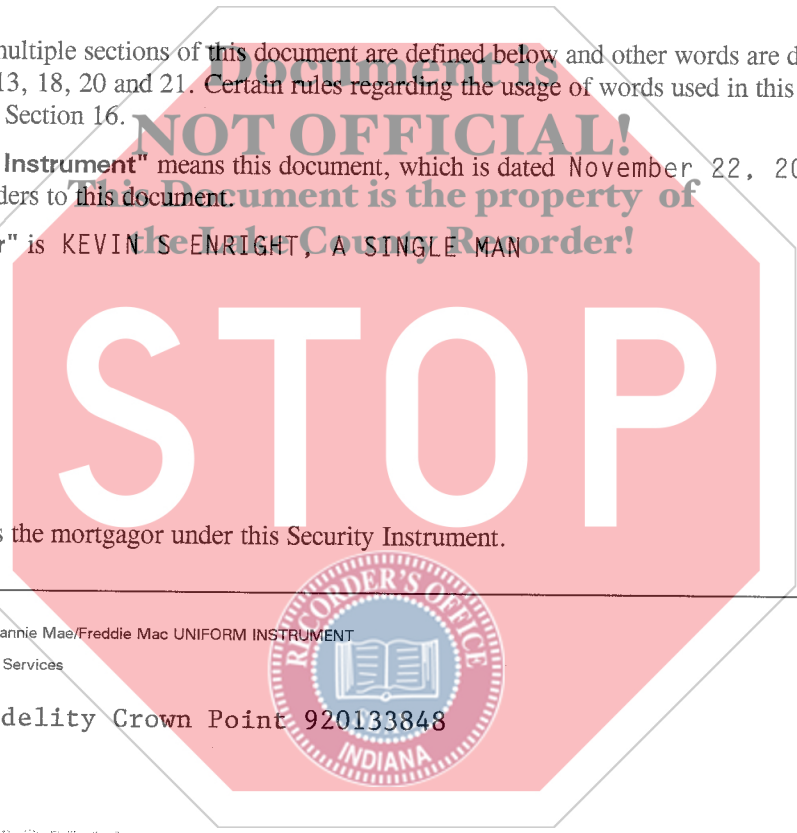 multiple sections of this document are defined below and other words are d
Document is
13, 18, 20 and 21. Certain rules regarding the usage of words used in this
Section 16.
NOT OFFICIAL!
Instrument" means this document, which is dated November 22, 20
This Document is the property of
ders to this document.
the Lake County Recorder!
r" is KEVIN S ENRIGHT, A SINGLE MAN
STOP
s the mortgagor under this Security Instrument.
RECORDER'S OFFICE
annie Mae/Freddie Mac UNIFORM INSTRUMENT
Services
delity Crown Point 920133848
INDIANA